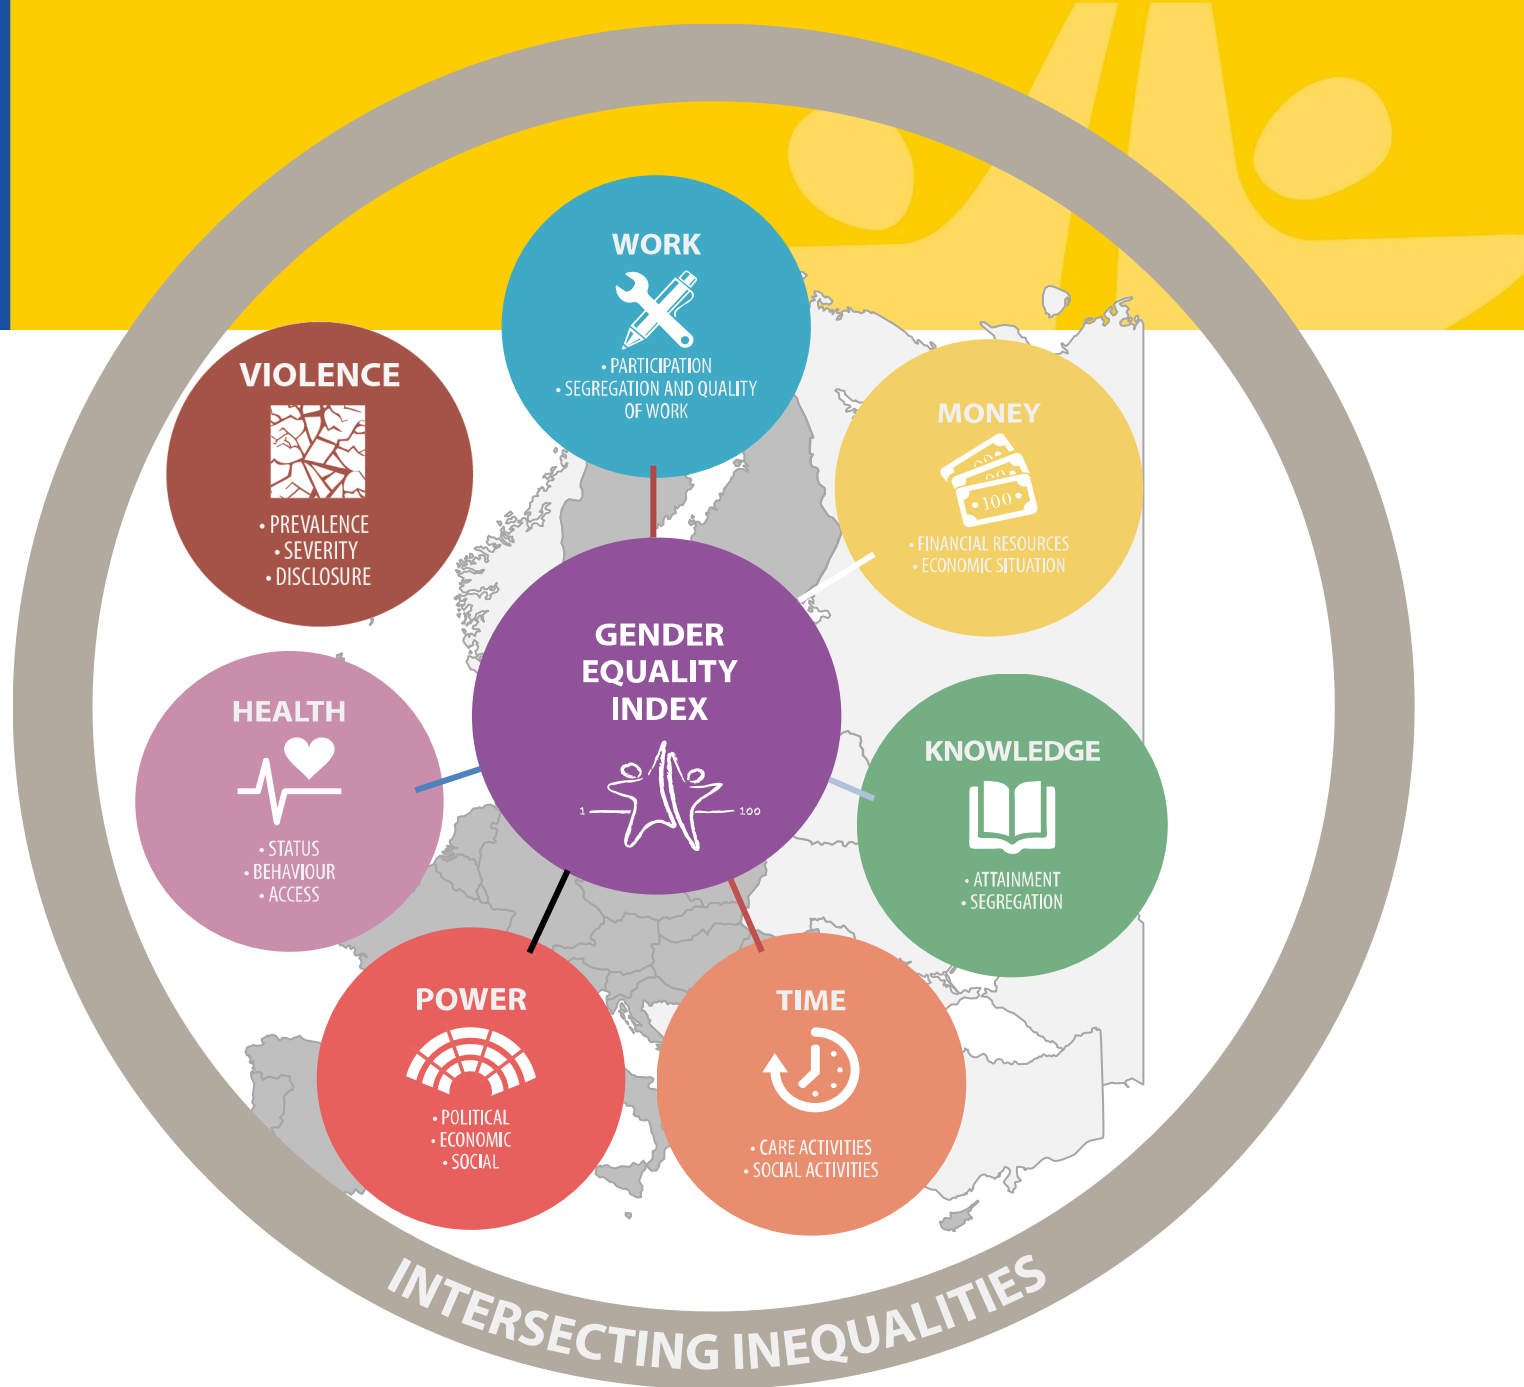 WORK
• PARTICIPATION
• SEGREGATION AND QUALITY
OF WORK
VIOLENCE
• PREVALENCE
• SEVERITY
• DISCLOSURE
MONEY
100
• FINANCIAL RESOURCES
• ECONOMIC SITUATION
GENDER
EQUALITY
INDEX
1
100
HEALTH
• STATUS
• BEHAVIOUR
• ACCESS
KNOWLEDGE
• ATTAINMENT
• SEGREGATION
POWER
• POLITICAL
• ECONOMIC
• SOCIAL
TIME
• CARE ACTIVITIES
• SOCIAL ACTIVITIES
INTERSECTING INEQUALITIES